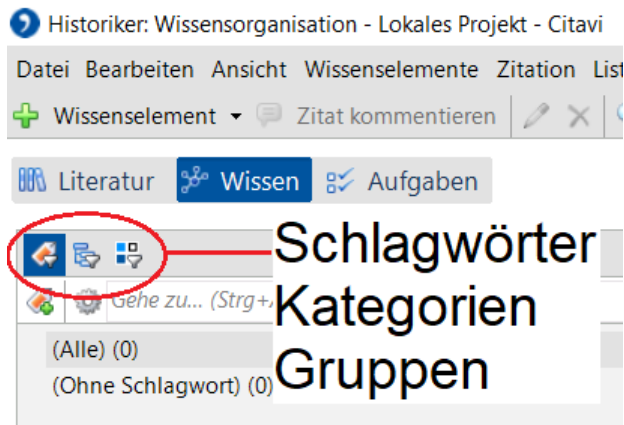 Historiker: Wissensorganisation - Lokales Projekt - Citavi
Datei Bearbeiten Ansicht Wissenselemente Zitation List
Wissenselement Zitat kommentieren
Literatur Wissen Aufgaben
Schlagwörter
Gehe zu... (Strg+
Kategorien
(Alle) (0)
(Ohne Schlagwort) (0)
Gruppen